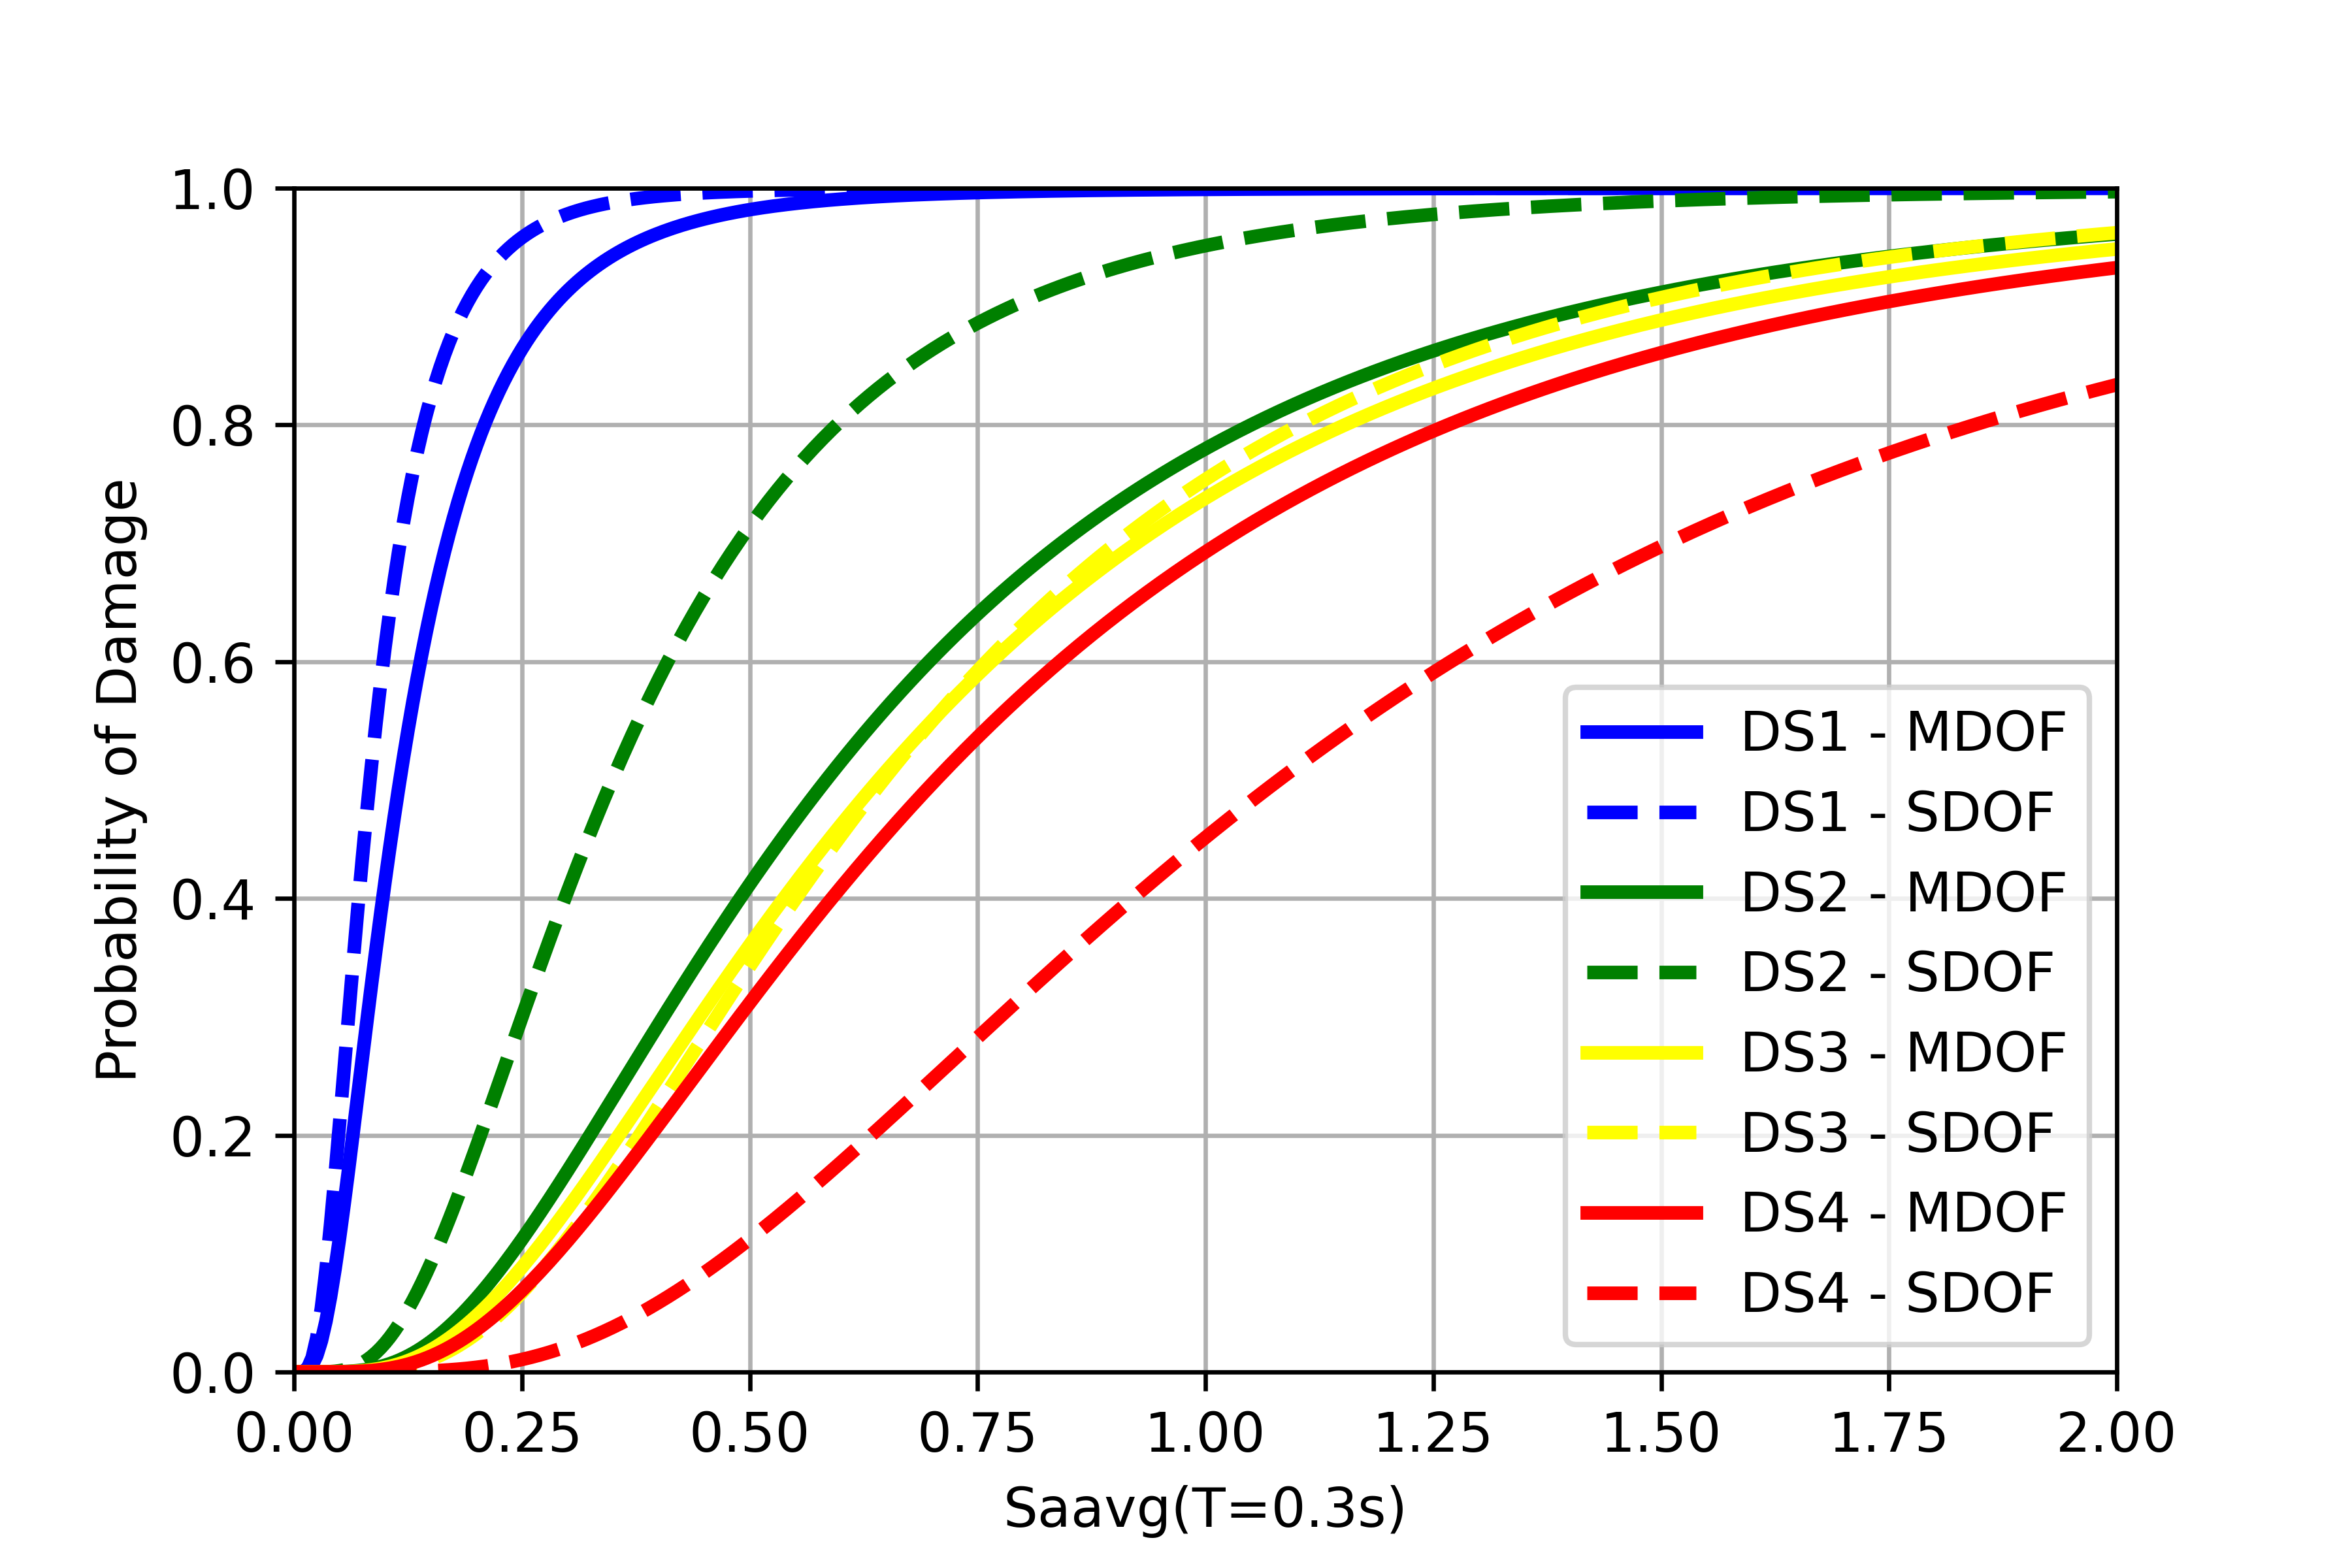 1.0
0.8
0.6
0.4
0.2
0.0
Probability of Damage
0.00 0.25 0.50 0.75 1.00 1.25 1.50 1.75 2.00
Saavg(T=0.3s)
DS1 - MDOF
DS1 - SDOF
DS2 - MDOF
DS2 - SDOF
DS3 - MDOF
DS3 - SDOF
DS4 - MDOF
DS4 - SDOF